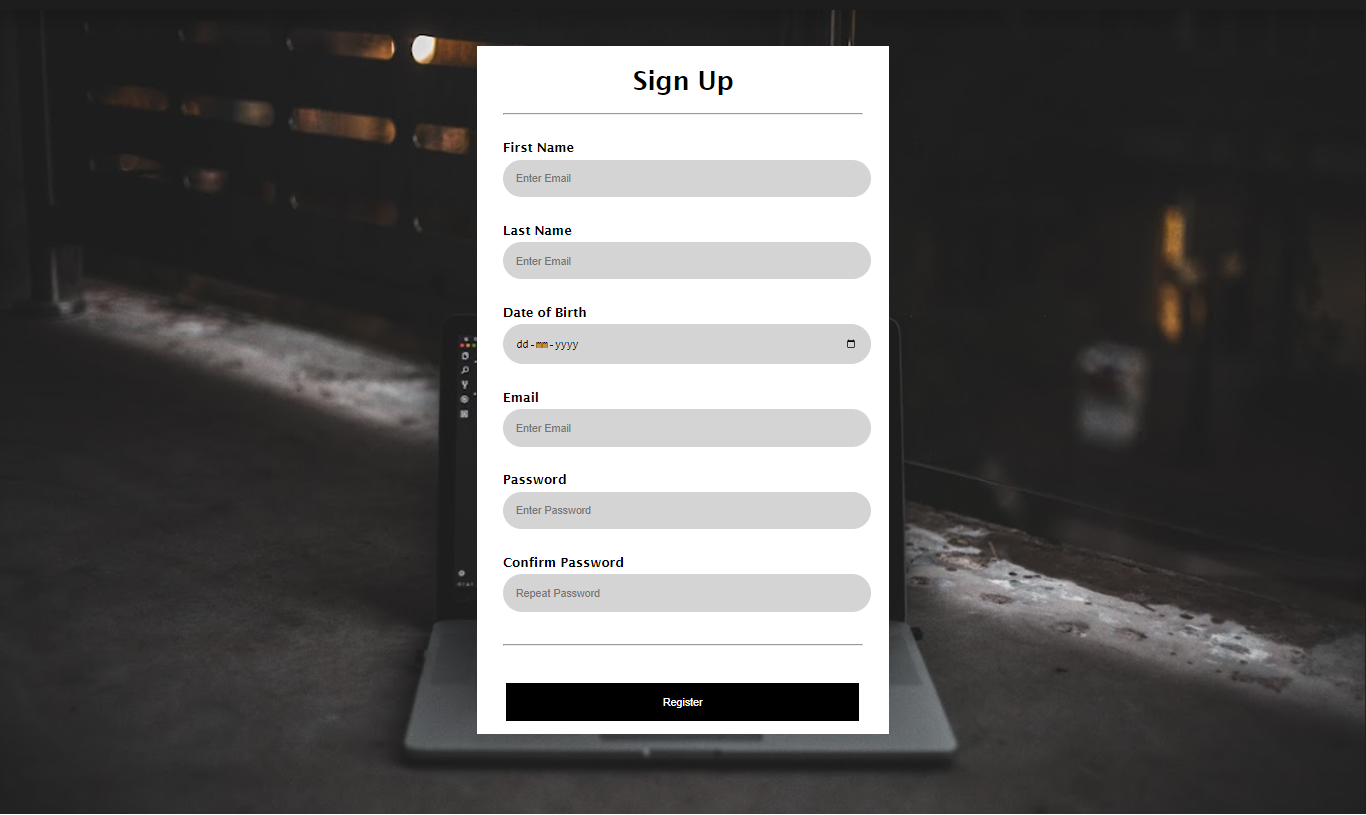 Sign Up
First Name
Enter Email
Last Name
Enter Email
Date of Birth
dd-mm-yyyy
Email
Enter Email
Password
Enter Password
Confirm Password
Repeat Password
Register